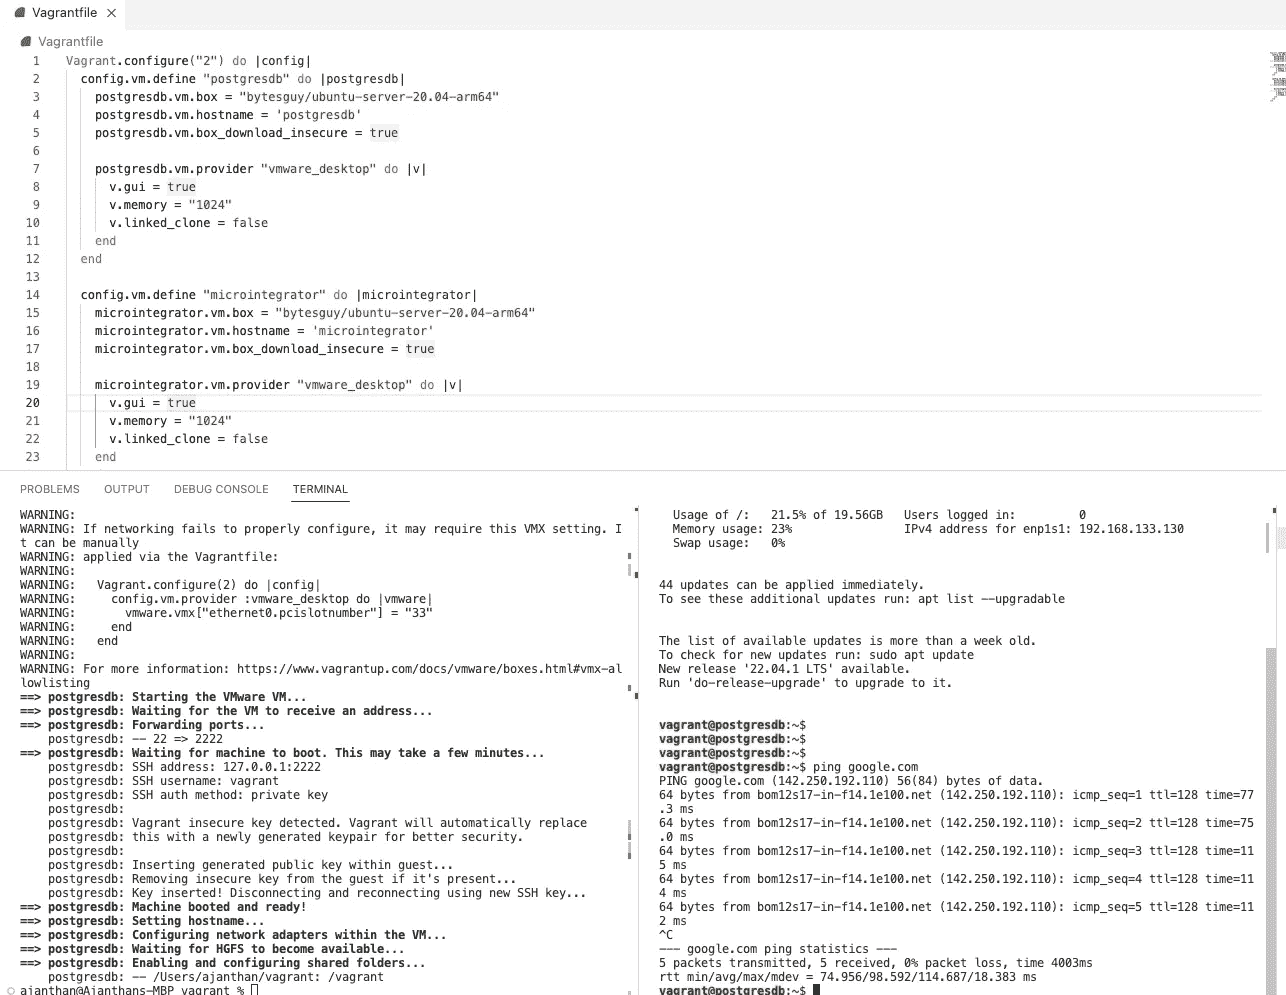 Vagrantfile ×
Vagrantfile
1 Vagrant.configure("2") do |config|
2 config.vm.define "postgresdb" do |postgresdb|
3 postgresdb.vm.box = "bytesguy/ubuntu-server-20.04-arm64"
4 postgresdb.vm.hostname = 'postgresdb'
5 postgresdb.vm.box_download_insecure = true
6
7 postgresdb.vm.provider "vmware_desktop" do |v|
8 v.gui = true
9 v.memory = "1024"
10 v.linked_clone = false
11 end
12 end
13
14 config.vm.define "microintegrator" do |microintegrator|
15 microintegrator.vm.box = "bytesguy/ubuntu-server-20.04-arm64"
16 microintegrator.vm.hostname = 'microintegrator'
17 microintegrator.vm.box_download_insecure = true
18
19 microintegrator.vm.provider "vmware_desktop" do |v|
20 v.gui = true
21 v.memory = "1024"
22 v.linked_clone = false
23 end
PROBLEMS OUTPUT DEBUG CONSOLE TERMINAL
WARNING:
WARNING: If networking fails to properly configure, it may require this VMX setting. I
t can be manually
WARNING: applied via the Vagrantfile:
WARNING:
WARNING: Vagrant.configure(2) do |config|
WARNING: config.vm.provider :vmware_desktop do |vmware|
WARNING: vmware.vmx["ethernet0.pcislotnumber"] = "33"
WARNING: end
WARNING: end
WARNING:
WARNING: For more information: https://www.vagrantup.com/docs/vmware/boxes.html#vmx-al
lowlisting
==> postgresdb: Starting the VMware VM...
==> postgresdb: Waiting for the VM to receive an address...
==> postgresdb: Forwarding ports...
postgresdb: -- 22 => 2222
==> postgresdb: Waiting for machine to boot. This may take a few minutes...
postgresdb: SSH address: 127.0.0.1:2222
postgresdb: SSH username: vagrant
postgresdb: SSH auth method: private key
postgresdb:
postgresdb: Vagrant insecure key detected. Vagrant will automatically replace
postgresdb: this with a newly generated keypair for better security.
postgresdb:
postgresdb: Inserting generated public key within guest...
postgresdb: Removing insecure key from the guest if it's present...
postgresdb: Key inserted! Disconnecting and reconnecting using new SSH key...
==> postgresdb: Machine booted and ready!
==> postgresdb: Setting hostname...
==> postgresdb: Configuring network adapters within the VM...
==> postgresdb: Waiting for HGFS to become available...
==> postgresdb: Enabling and configuring shared folders...
postgresdb: -- /Users/ajanthan/vagrant: /vagrant
ajanthan@Ajanthans-MBP vagrant %
Usage of /: 21.5% of 19.56GB Users logged in: 0
Memory usage: 23% IPv4 address for enp1s1: 192.168.133.130
Swap usage: 0%
44 updates can be applied immediately.
To see these additional updates run: apt list --upgradable
The list of available updates is more than a week old.
To check for new updates run: sudo apt update
New release '22.04.1 LTS' available.
Run 'do-release-upgrade' to upgrade to it.
vagrant@postgresdb:~$
vagrant@postgresdb:~$
vagrant@postgresdb:~$
vagrant@postgresdb:~$ ping google.com
PING google.com (142.250.192.110) 56(84) bytes of data.
64 bytes from bom12s17-in-f14.1e100.net (142.250.192.110): icmp_seq=1 ttl=128 time=77
.3 ms
64 bytes from bom12s17-in-f14.1e100.net (142.250.192.110): icmp_seq=2 ttl=128 time=75
.0 ms
64 bytes from bom12s17-in-f14.1e100.net (142.250.192.110): icmp_seq=3 ttl=128 time=11
5 ms
64 bytes from bom12s17-in-f14.1e100.net (142.250.192.110): icmp_seq=4 ttl=128 time=11
4 ms
64 bytes from bom12s17-in-f14.1e100.net (142.250.192.110): icmp_seq=5 ttl=128 time=11
2 ms
^C
--- google.com ping statistics ---
5 packets transmitted, 5 received, 0% packet loss, time 4003ms
rtt min/avg/max/mdev = 74.956/98.592/114.687/18.383 ms
vagrant@postgresdb:~$